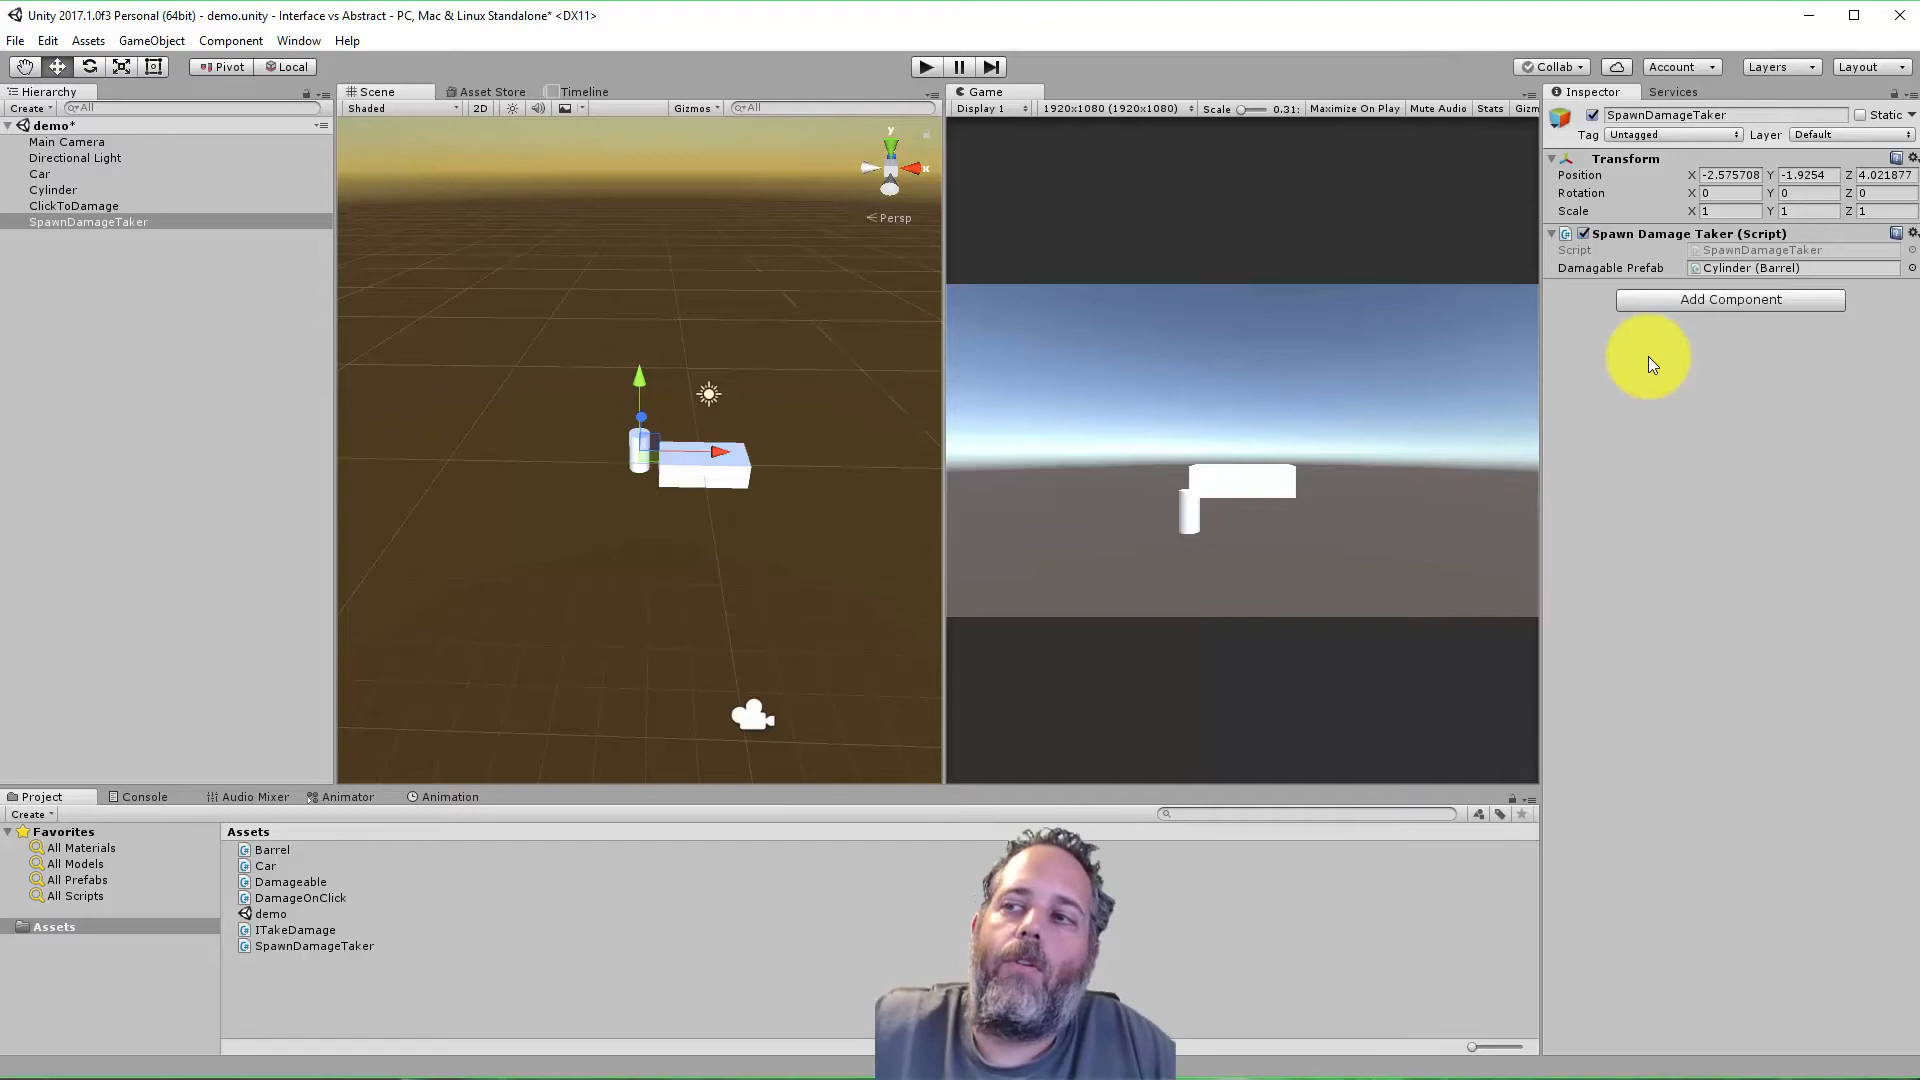 Unity 2017.1.0f3 Personal (64bit) - demo.unity - Interface vs Abstract - PC, Mac & Linux Standalone* <DX11>
File Edit Assets GameObject Component Window Help
Pivot Local Collab Account Layers Layout
Hierarchy
Create All
demo*
Main Camera
Directional Light
Car
Cylinder
ClickToDamage
SpawnDamageTaker
Scene Asset Store Timeline
Shaded 2D Gizmos All
y
x
Persp
Game
Display 1 1920x1080 (1920x1080) Scale 0.31: Maximize On Play Mute Audio Stats Gizm
Inspector Services
SpawnDamageTaker Static
Tag Untagged Layer Default
Transform
Position X -2.575708 Y -1.9254 Z 4.021877
Rotation X 0 Y 0 Z 0
Scale X 1 Y 1 Z 1
Spawn Damage Taker (Script)
Script SpawnDamageTaker
Damagable Prefab Cylinder (Barrel)
Add Component
Project Console Audio Mixer Animator Animation
Create
Favorites
All Materials
All Models
All Prefabs
All Scripts
Assets
Assets
Barrel
Car
Damageable
DamageOnClick
demo
ITakeDamage
SpawnDamageTaker